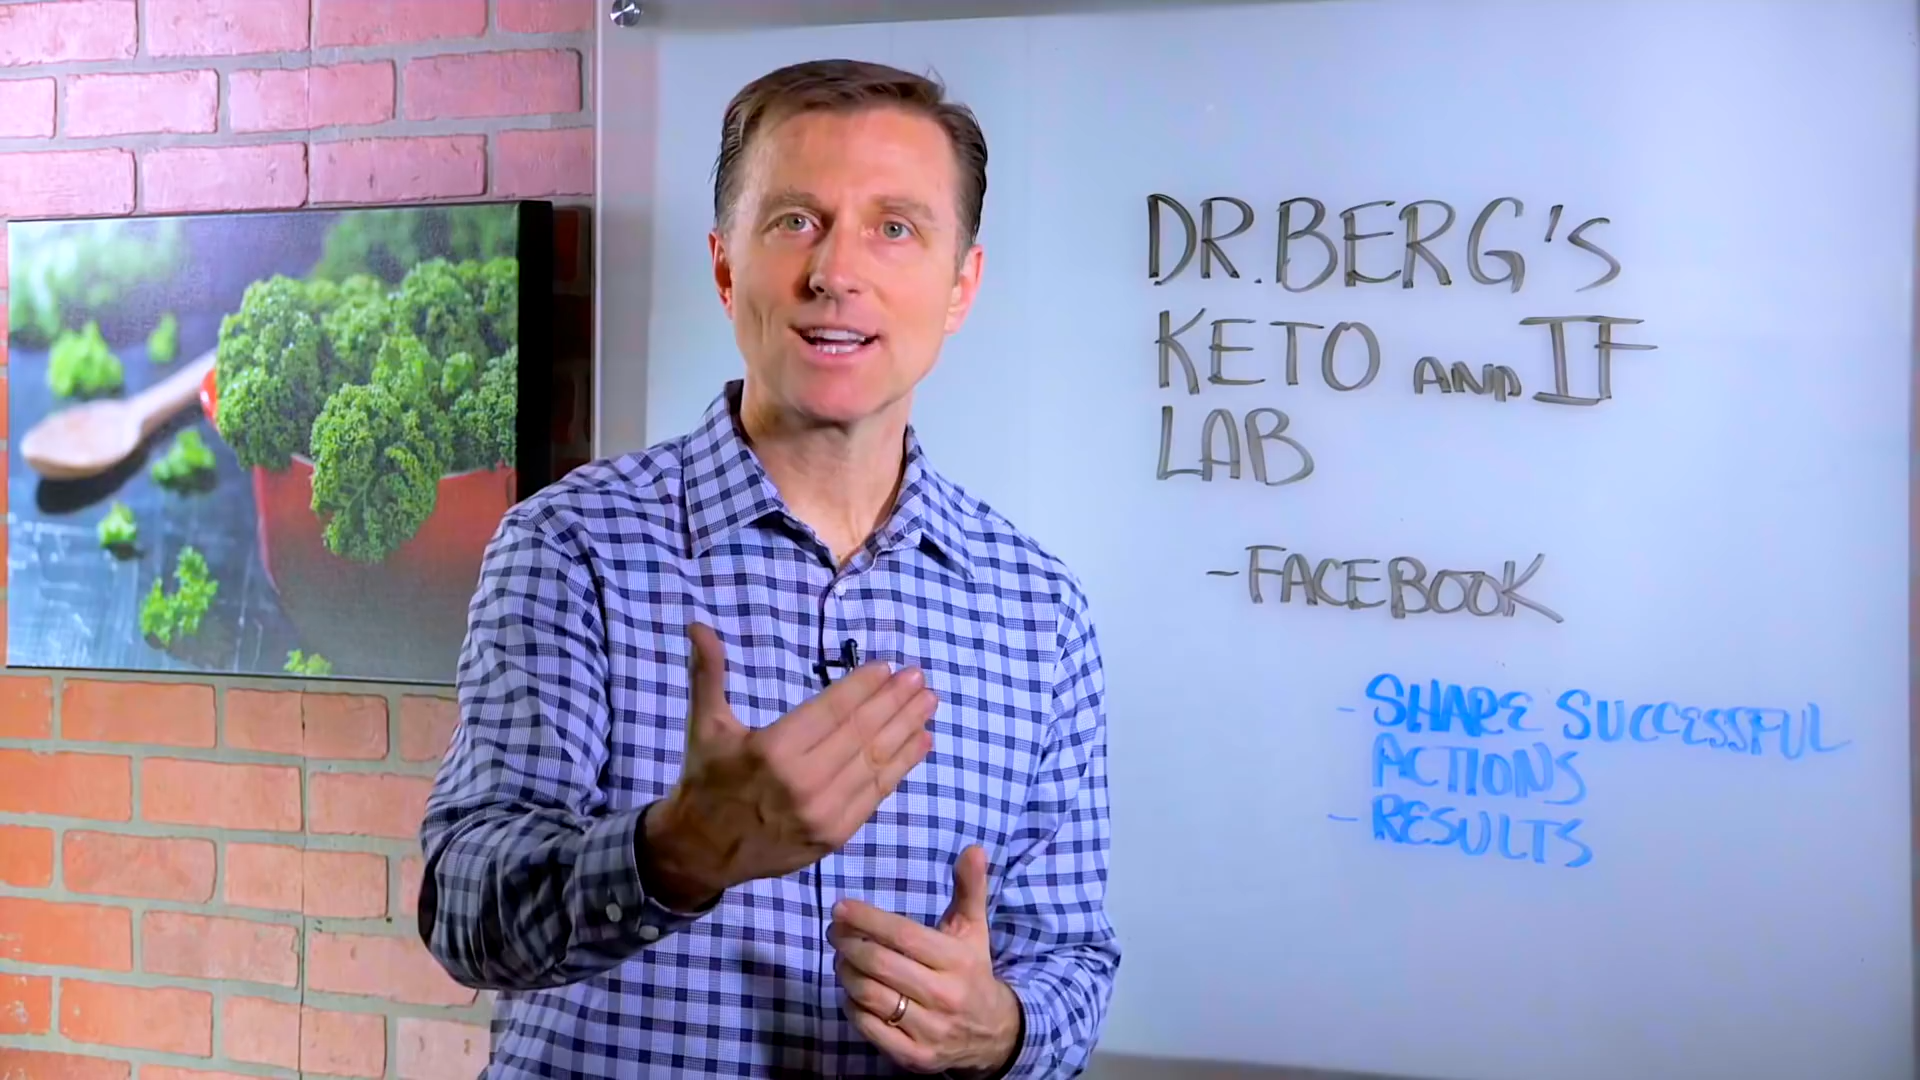 DR. BERG'S
KETO AND IF
LAB
- FACEBOOK
- SHARE SUCCESSFUL
ACTIONS
- RESULTS